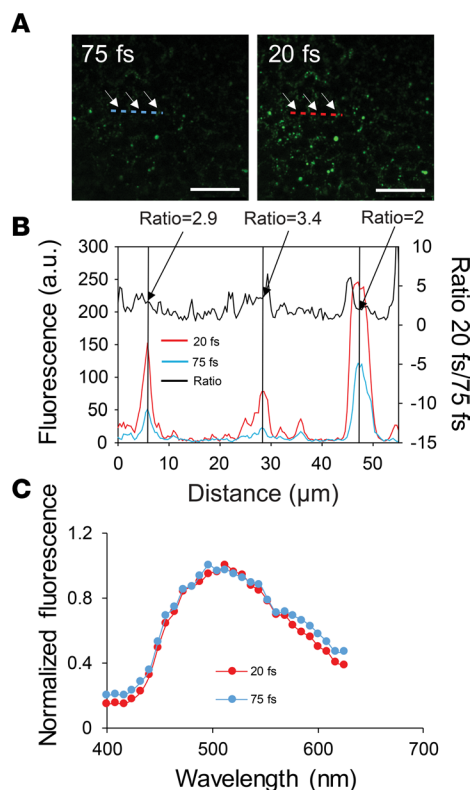 A
75 fs
20 fs
B
Ratio=2.9
Ratio=3.4
Ratio=2
Fluorescence (a.u.)
300
250
200
150
100
50
0
20 fs
75 fs
Ratio
10
5
0
-5
-10
-15
Ratio 20 fs/75 fs
0
10
20
30
40
50
Distance (µm)
C
Normalized fluorescence
1.2
0.8
0.4
0
20 fs
75 fs
400
500
600
700
Wavelength (nm)